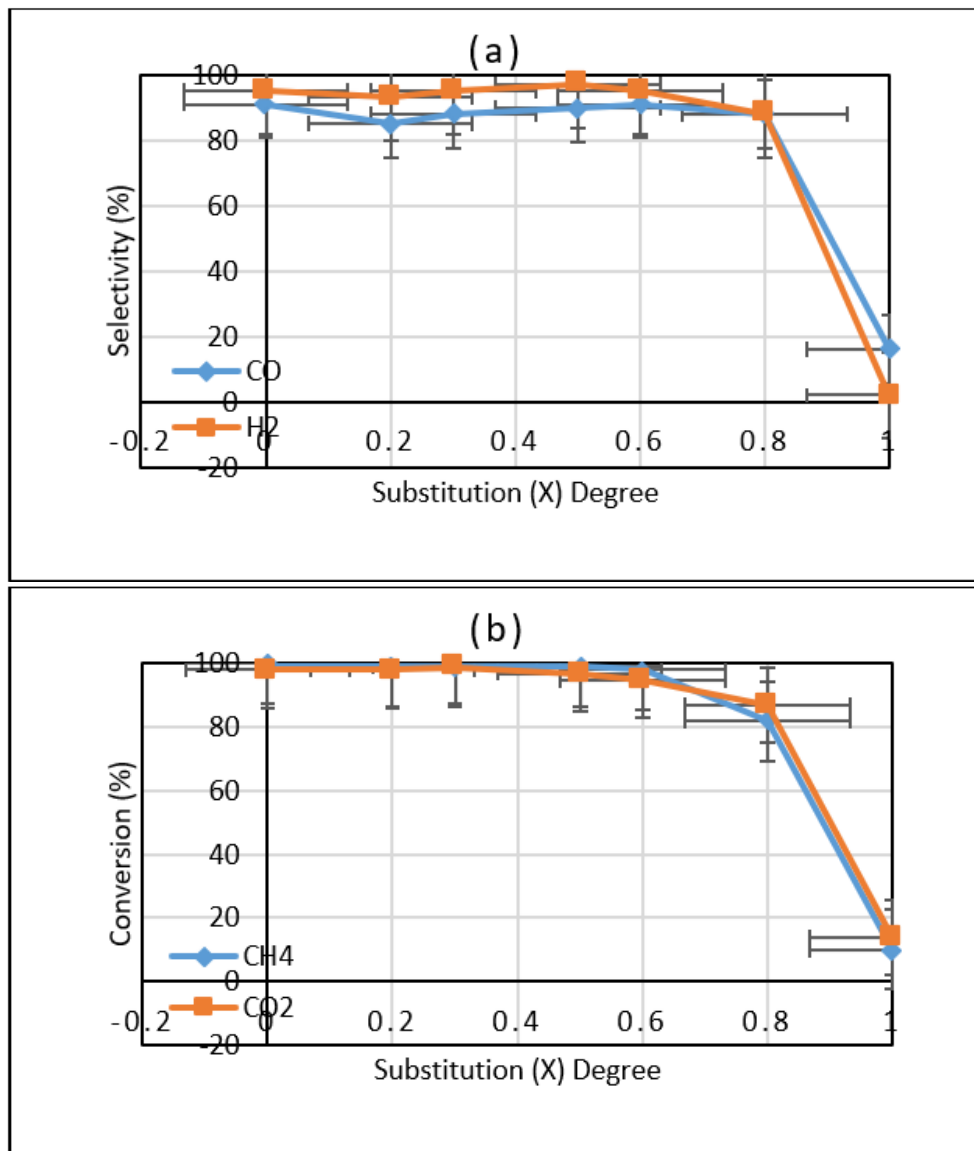 (a)
100
80
60
40
20
0
-20
Selectivity (%)
CO
H2
-0.2 0 0.2 0.4 0.6 0.8 1
Substitution (X) Degree
(b)
100
80
60
40
20
0
-20
Conversion (%)
CH4
CO2
-0.2 0 0.2 0.4 0.6 0.8 1
Substitution (X) Degree